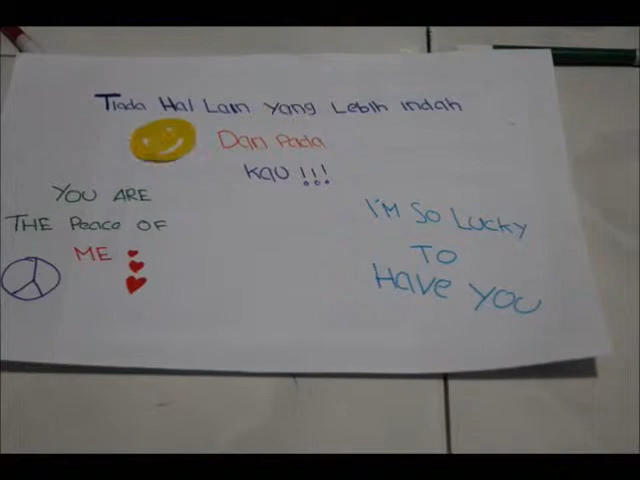 Tiada Hal Lain Yang Lebih indah
Dari Pada
Kau !!!
YOU ARE
THE Peace OF
ME
I'M So Lucky
TO
HAVe YOU